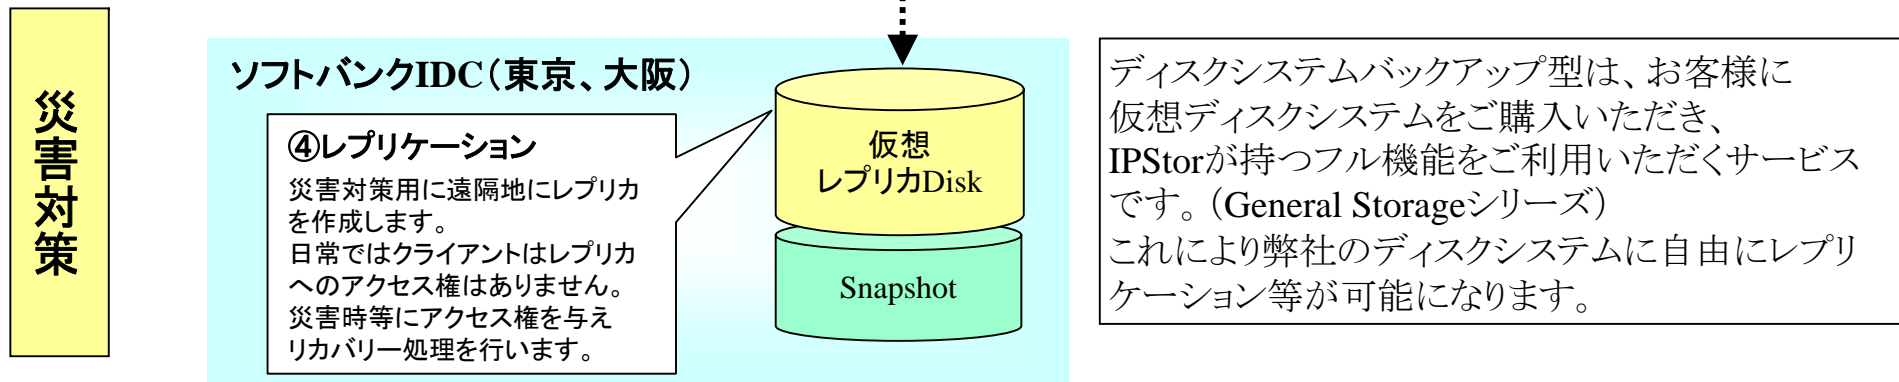 災害対策
ソフトバンクIDC（東京、大阪）
④レプリケーション
災害対策用に遠隔地にレプリカ
を作成します。
日常ではクライアントはレプリカ
へのアクセス権はありません。
災害時等にアクセス権を与え
リカバリー処理を行います。
仮想
レプリカDisk
Snapshot
ディスクシステムバックアップ型は、お客様に
仮想ディスクシステムをご購入いただき、
IPStorが持つフル機能をご利用いただくサービス
です。（General Storageシリーズ）
これにより弊社のディスクシステムに自由にレプリ
ケーション等が可能になります。